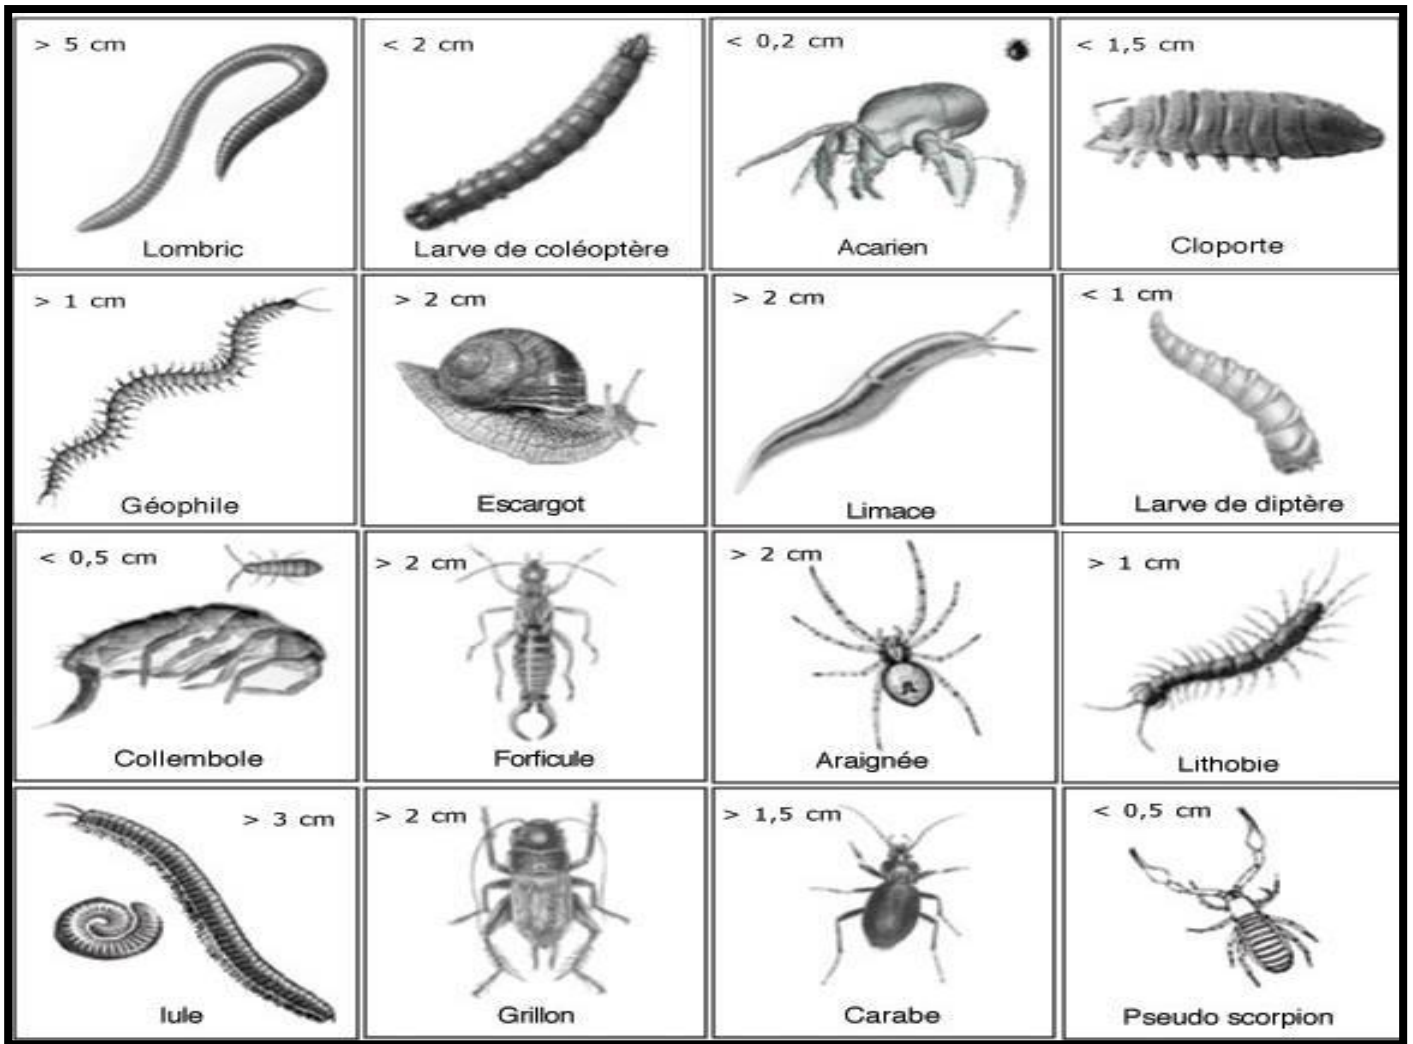 > 5 cm
Lombric
< 2 cm
Larve de coléoptère
< 0,2 cm
Acarien
< 1,5 cm
Cloporte
> 1 cm
Géophile
> 2 cm
Escargot
> 2 cm
Limace
< 1 cm
Larve de diptère
< 0,5 cm
Collembole
> 2 cm
Forficule
> 2 cm
Araignée
> 1 cm
Lithobie
> 3 cm
Iule
> 2 cm
Grillon
> 1,5 cm
Carabe
< 0,5 cm
Pseudo scorpion